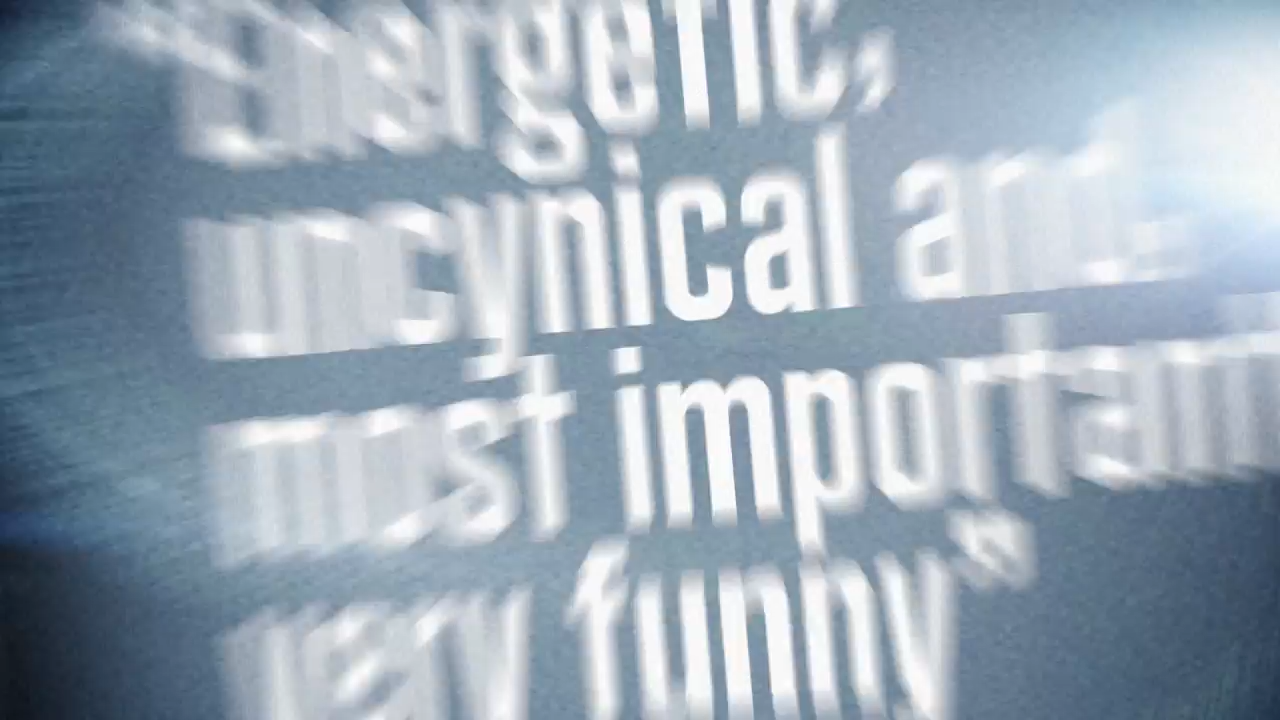 “Energetic,
uncynical and
most important
very funny”